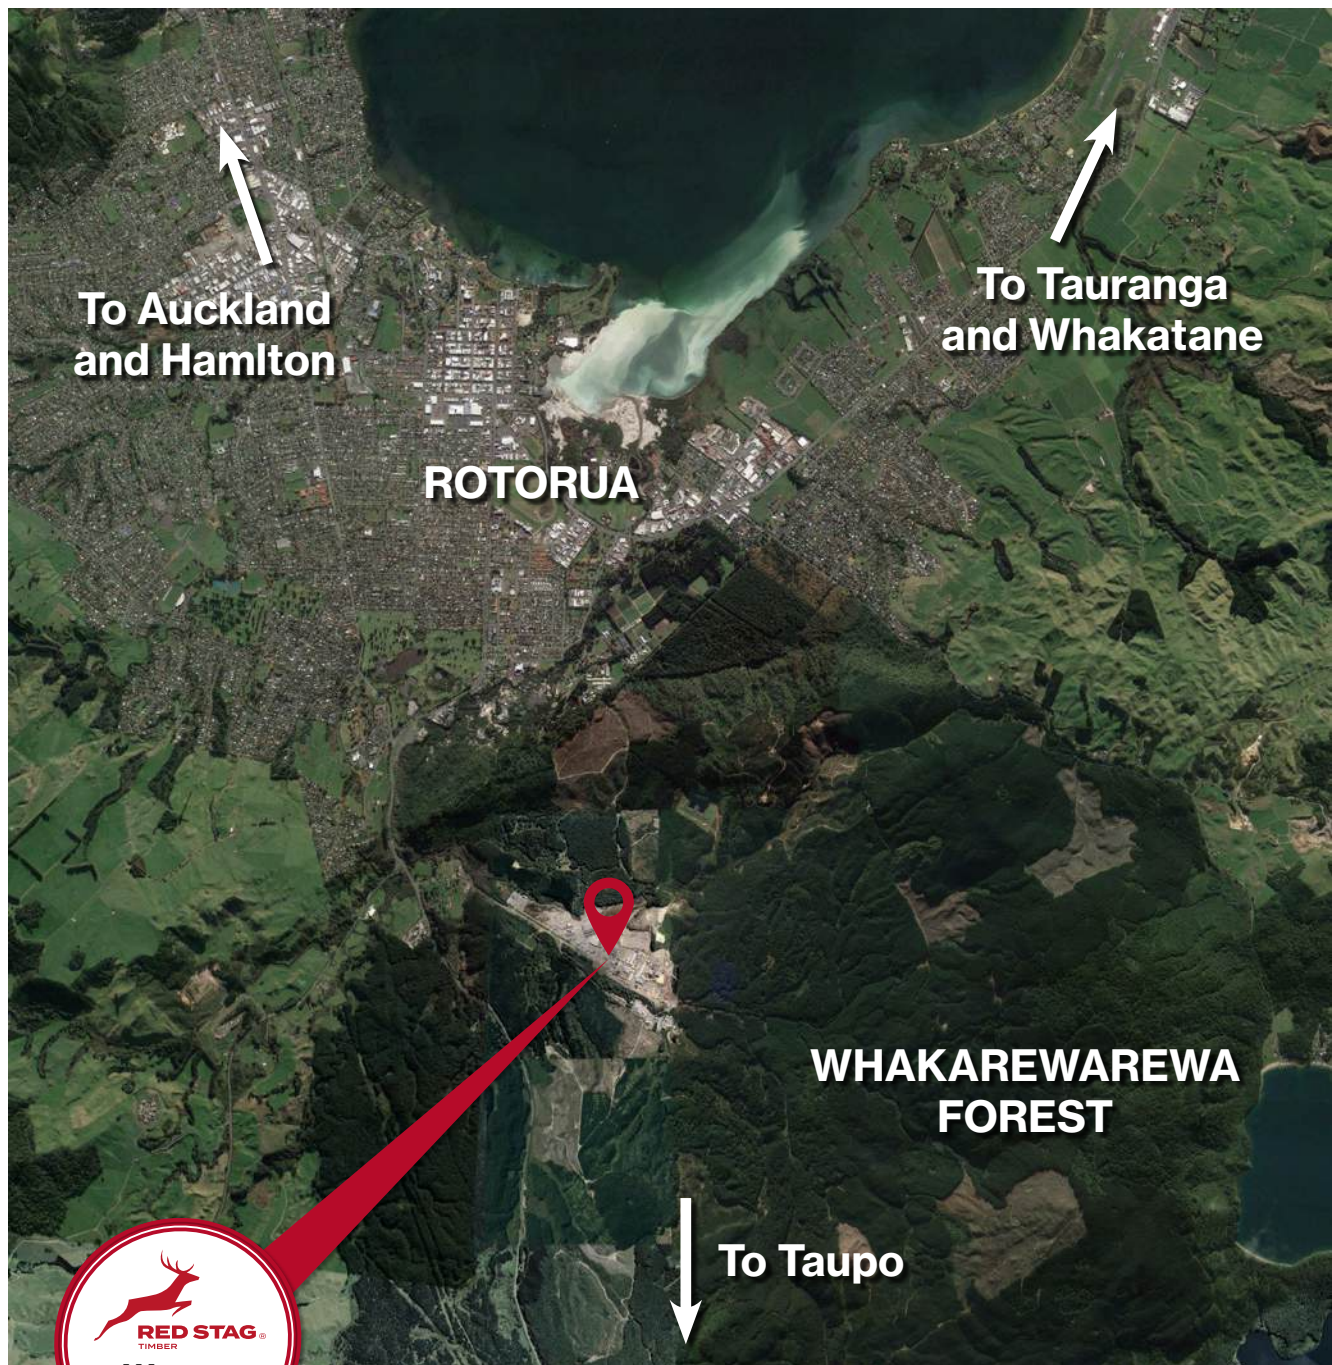 To Auckland
and Hamlton
To Tauranga
and Whakatane
ROTORUA
WHAKAREWAREWA
FOREST
To Taupo
RED STAG®
TIMBER